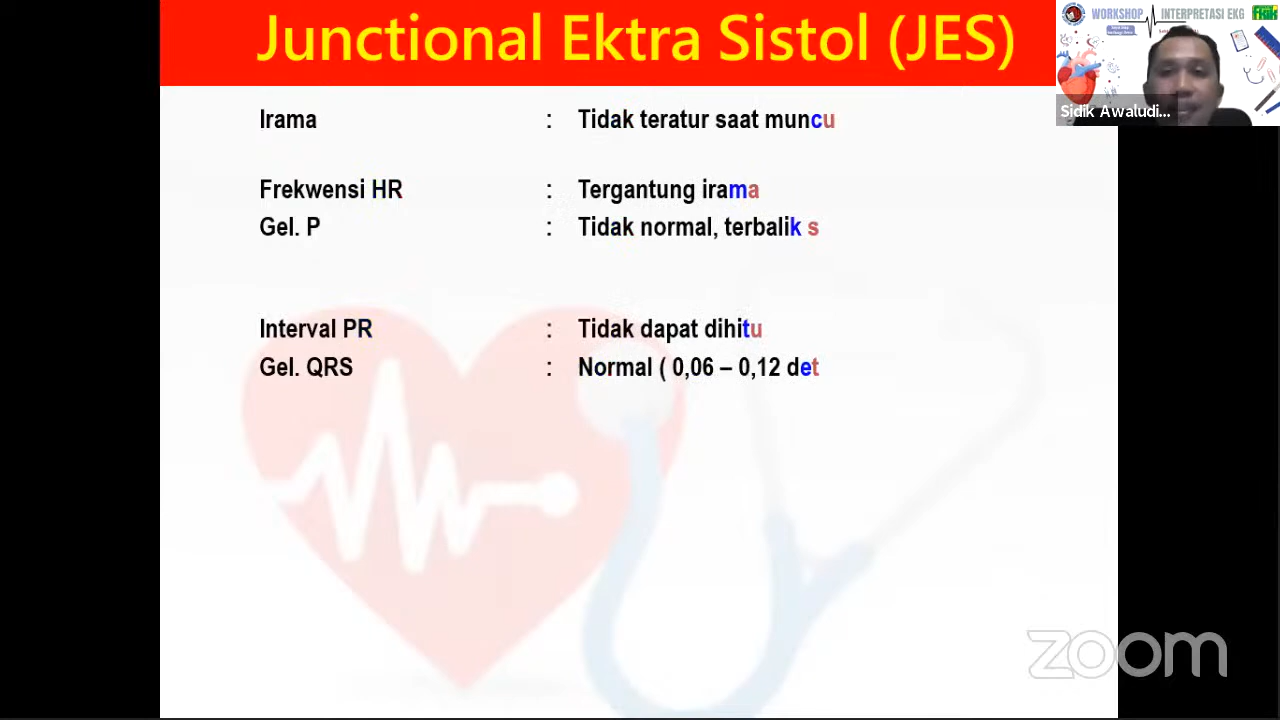 Junctional Ektra Sistol (JES)
WORKSHOP INTERPRETASI EKG
Sidik Awaludi...
Irama : Tidak teratur saat muncu
Frekwensi HR : Tergantung irama
Gel. P : Tidak normal, terbalik s
Interval PR : Tidak dapat dihitu
Gel. QRS : Normal ( 0,06 – 0,12 det
zoom